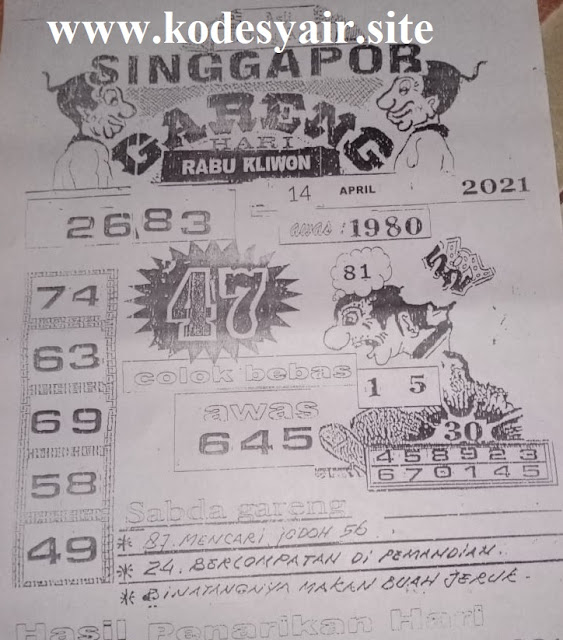 www.kodesyair.site
SINGGAPOR
GARENG
HARI
RABU KLIWON
14 APRIL 2021
2683
awas : 1980
74
47
81
63
colok bebas
1 5
69
awas
645
30
458923
670145
58
Sabda gareng
49
* 87. MENCARI JODOH 56.
* 24. BERCOMPATAN DI PEMANDIAN.
* BINATANGNYA MAKAN BUAH JERUK.
Hasil Penarikan Hari